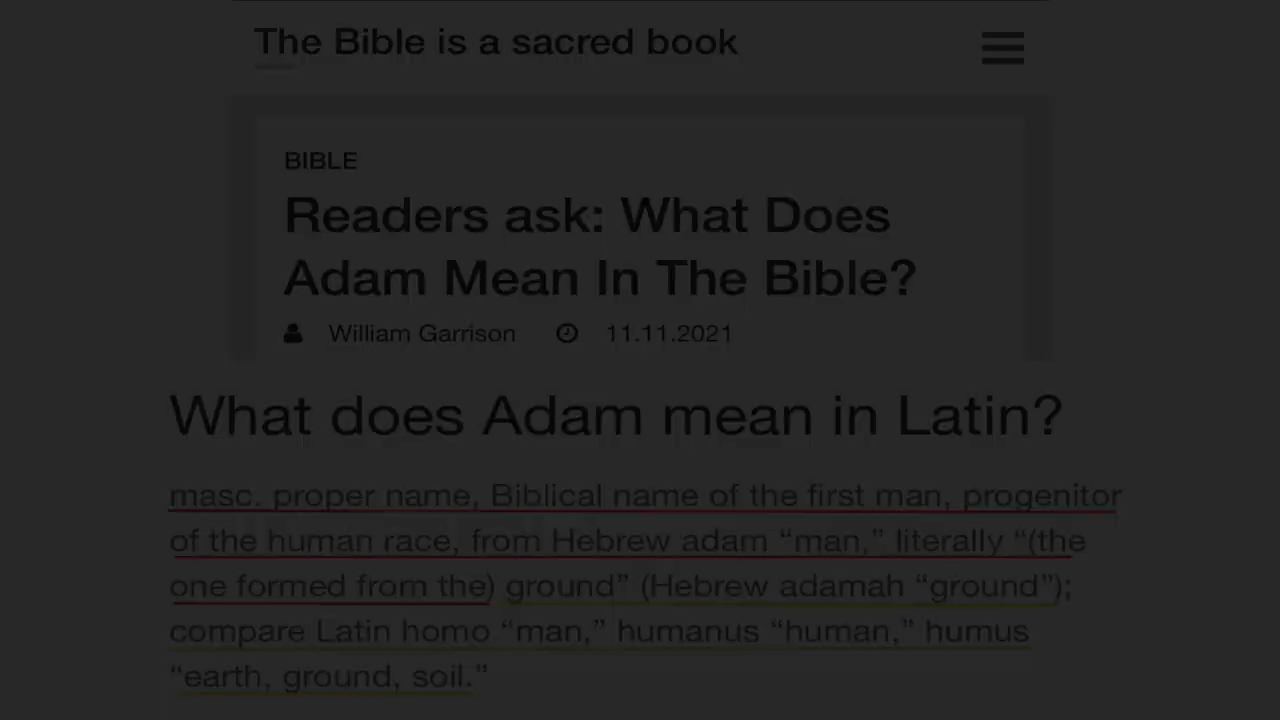 The Bible is a sacred book
BIBLE
Readers ask: What Does
Adam Mean In The Bible?
William Garrison 11.11.2021
What does Adam mean in Latin?
masc. proper name, Biblical name of the first man, progenitor
of the human race, from Hebrew adam “man,” literally “(the
one formed from the) ground” (Hebrew adamah “ground”);
compare Latin homo “man,” humanus “human,” humus
“earth, ground, soil.”